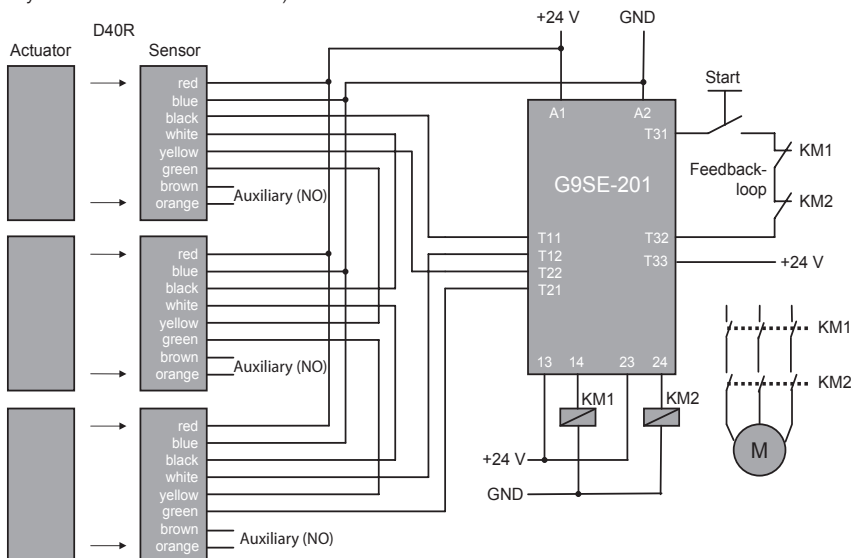 +24 V GND
D40R
Actuator Sensor
red
blue
black
white
yellow
green
brown
orange
Auxiliary (NO)
red
blue
black
white
yellow
green
brown
orange
Auxiliary (NO)
red
blue
black
white
yellow
green
brown
orange
Auxiliary (NO)
A1 A2
T31
G9SE-201
T11
T12
T22
T21
T32
T33
13 14 23 24
Start
Feedback-
loop
KM1
KM2
+24 V
KM1 KM2
+24 V
GND
KM1
KM2
M